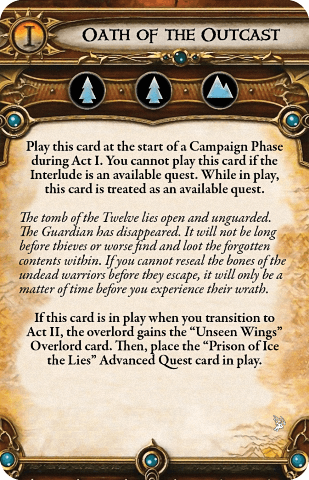 I
OATH OF THE OUTCAST
Play this card at the start of a Campaign Phase
during Act I. You cannot play this card if the
Interlude is an available quest. While in play,
this card is treated as an available quest.
The tomb of the Twelve lies open and unguarded.
The Guardian has disappeared. It will not be long
before thieves or worse find and loot the forgotten
contents within. If you cannot reseal the bones of the
undead warriors before they escape, it will only be a
matter of time before you experience their wrath.
If this card is in play when you transition to
Act II, the overlord gains the “Unseen Wings”
Overlord card. Then, place the “Prison of Ice
the Lies” Advanced Quest card in play.